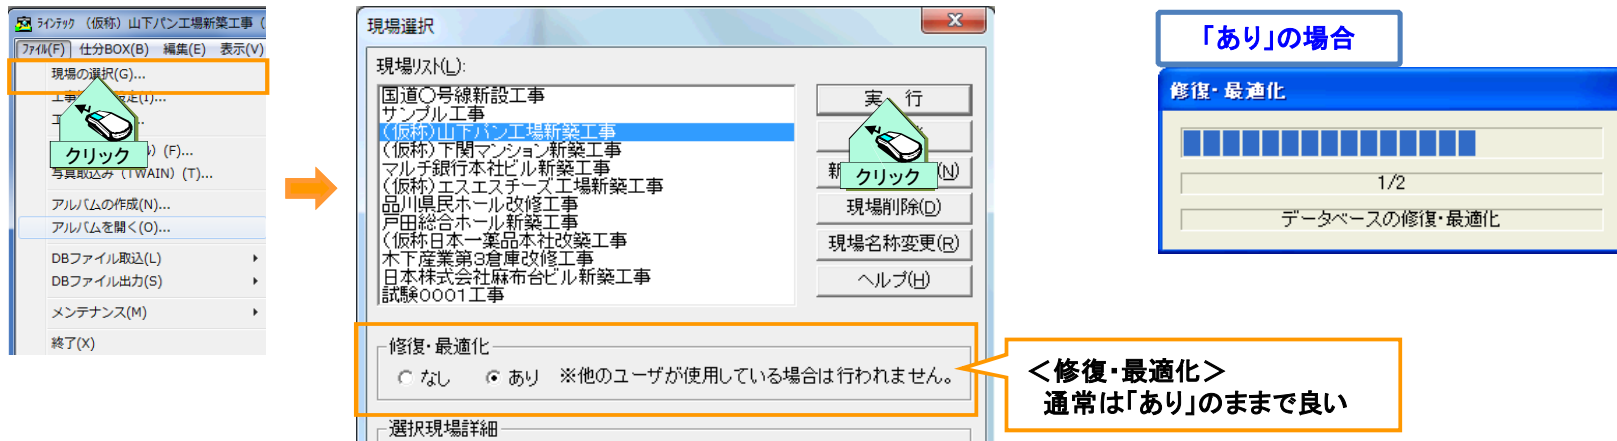 ﾗｲﾝﾃｯｸ （仮称）山下パン工場新築工事（
ﾌｧｲﾙ(F) 仕分BOX(B) 編集(E) 表示(V)
現場の選択(G)...
設定(I)...
クリック
(F)...
写真取込み（TWAIN）(T)...
アルバムの作成(N)...
アルバムを開く(O)...
DBファイル取込(L)
DBファイル出力(S)
メンテナンス(M)
終了(X)
現場選択
現場リスト(L):
国道〇号線新設工事
サンプル工事
(仮称)山下パン工場新築工事
(仮称)下関マンション新築工事
マルチ銀行本社ビル新築工事
(仮称)エスエスチーズ工場新築工事
品川県民ホール改修工事
戸田総合ホール新築工事
(仮称日本一薬品本社改築工事
木下産業第3倉庫改修工事
日本株式会社麻布台ビル新築工事
試験0001工事
実 行
クリック
新 (N)
現場削除(D)
現場名称変更(R)
ヘルプ(H)
修復・最適化
なし あり ※他のユーザが使用している場合は行われません。
選択現場詳細
「あり」の場合
修復・最適化
1/2
データベースの修復・最適化
＜修復・最適化＞
通常は「あり」のままで良い